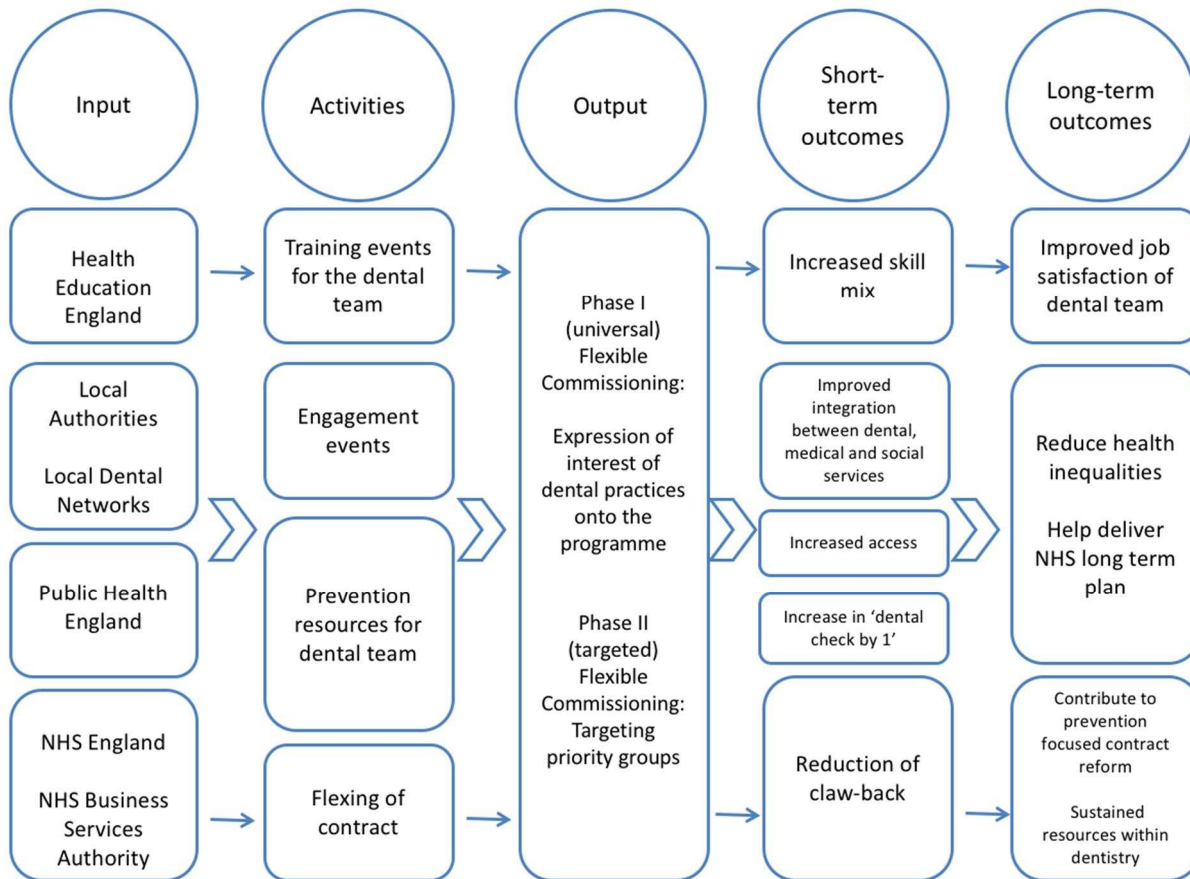 Input
Activities
Output
Short-
term
outcomes
Long-term
outcomes
Health
Education
England
Training events
for the dental
team
Phase I
(universal)
Flexible
Commissioning:
Expression of
interest of
dental practices
onto the
programme
Phase II
(targeted)
Flexible
Commissioning:
Targeting
priority groups
Increased skill
mix
Improved job
satisfaction of
dental team
Local
Authorities
Local Dental
Networks
Engagement
events
Improved
integration
between dental,
medical and social
services
Reduce health
inequalities
Help deliver
NHS long term
plan
Public Health
England
Prevention
resources for
dental team
Increased access
Increase in ‘dental
check by 1’
NHS England
NHS Business
Services
Authority
Flexing of
contract
Reduction of
claw-back
Contribute to
prevention
focused contract
reform
Sustained
resources within
dentistry